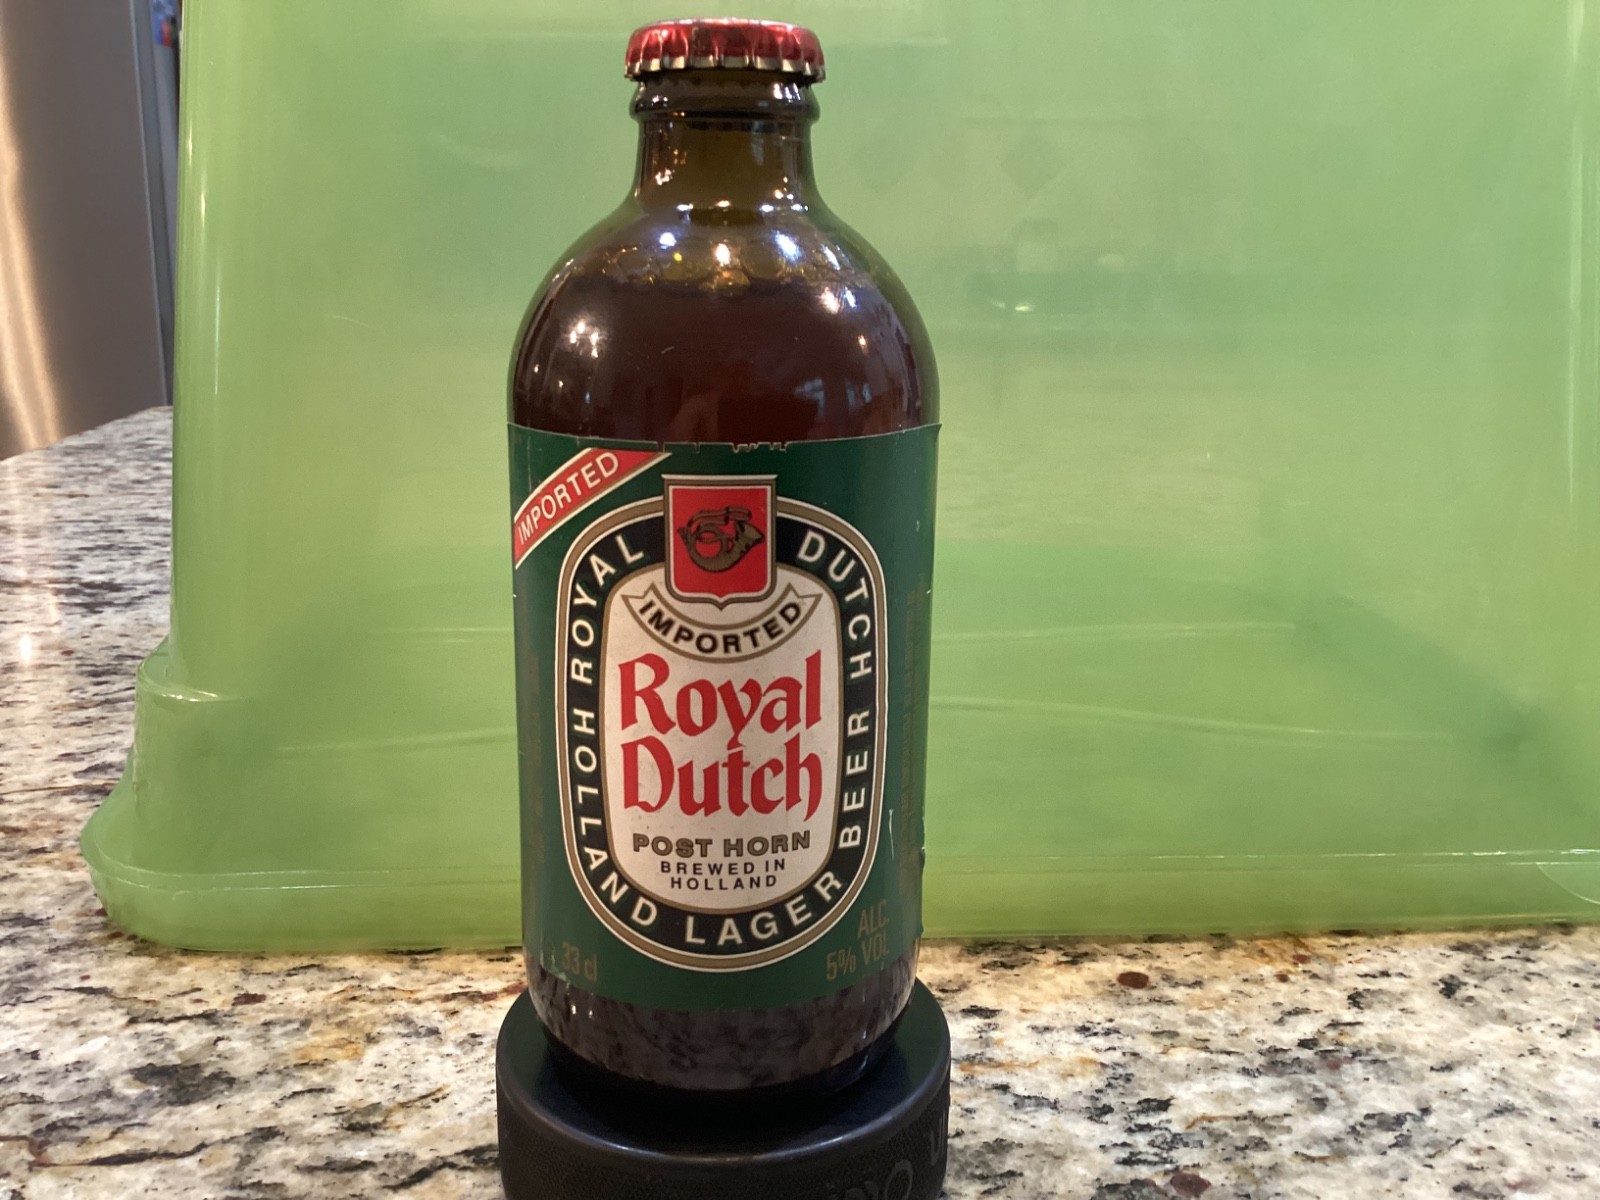 IMPORTED
ROYAL DUTCH BEER
HOLLAND LAGER
IMPORTED
Royal
Dutch
POST HORN
BREWED IN
HOLLAND
33 cl
ALC.
5% VOL